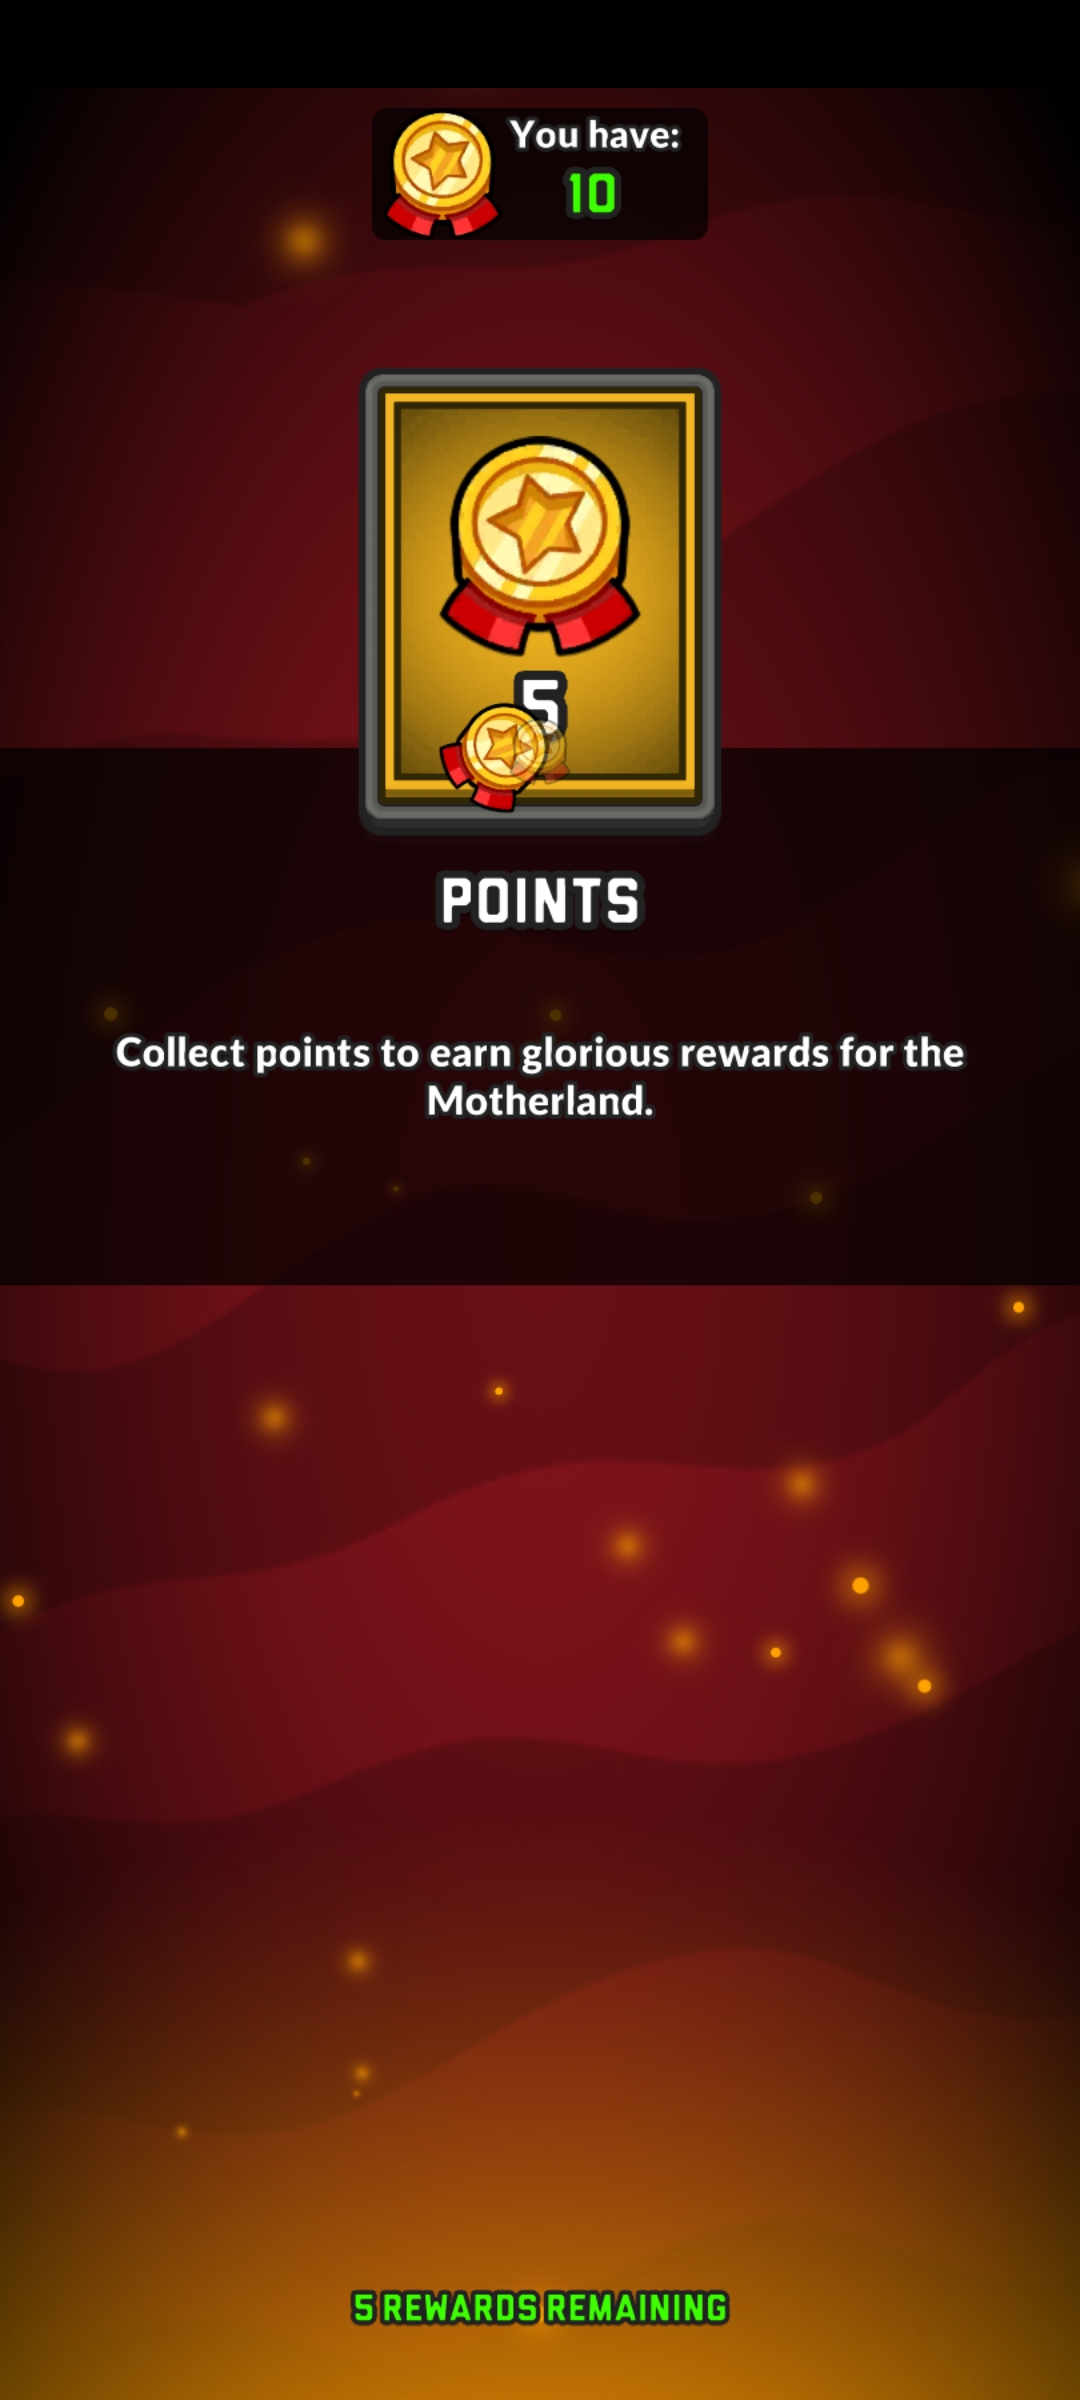 You have:
10
5
POINTS
Collect points to earn glorious rewards for the
Motherland.
5 REWARDS REMAINING